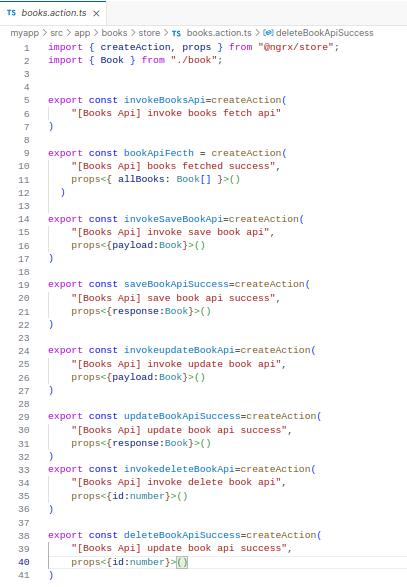 TS books.action.ts ×
myapp > src > app > books > store > TS books.action.ts > deleteBookApiSuccess
1 import { createAction, props } from "@ngrx/store";
2 import { Book } from "./book";
3
4
5 export const invokeBooksApi=createAction(
6 "[Books Api] invoke books fetch api"
7 )
8
9 export const bookApiFecth = createAction(
10 "[Books Api] books fetched success",
11 props<{ allBooks: Book[] }>()
12 )
13
14 export const invokeSaveBookApi=createAction(
15 "[Books Api] invoke save book api",
16 props<{payload:Book}>()
17 )
18
19 export const saveBookApiSuccess=createAction(
20 "[Books Api] save book api success",
21 props<{response:Book}>()
22 )
23
24 export const invokeupdateBookApi=createAction(
25 "[Books Api] invoke update book api",
26 props<{payload:Book}>()
27 )
28
29 export const updateBookApiSuccess=createAction(
30 "[Books Api] update book api success",
31 props<{response:Book}>()
32 )
33 export const invokedeleteBookApi=createAction(
34 "[Books Api] invoke delete book api",
35 props<{id:number}>()
36 )
37
38 export const deleteBookApiSuccess=createAction(
39 "[Books Api] update book api success",
40 props<{id:number}>()
41 )